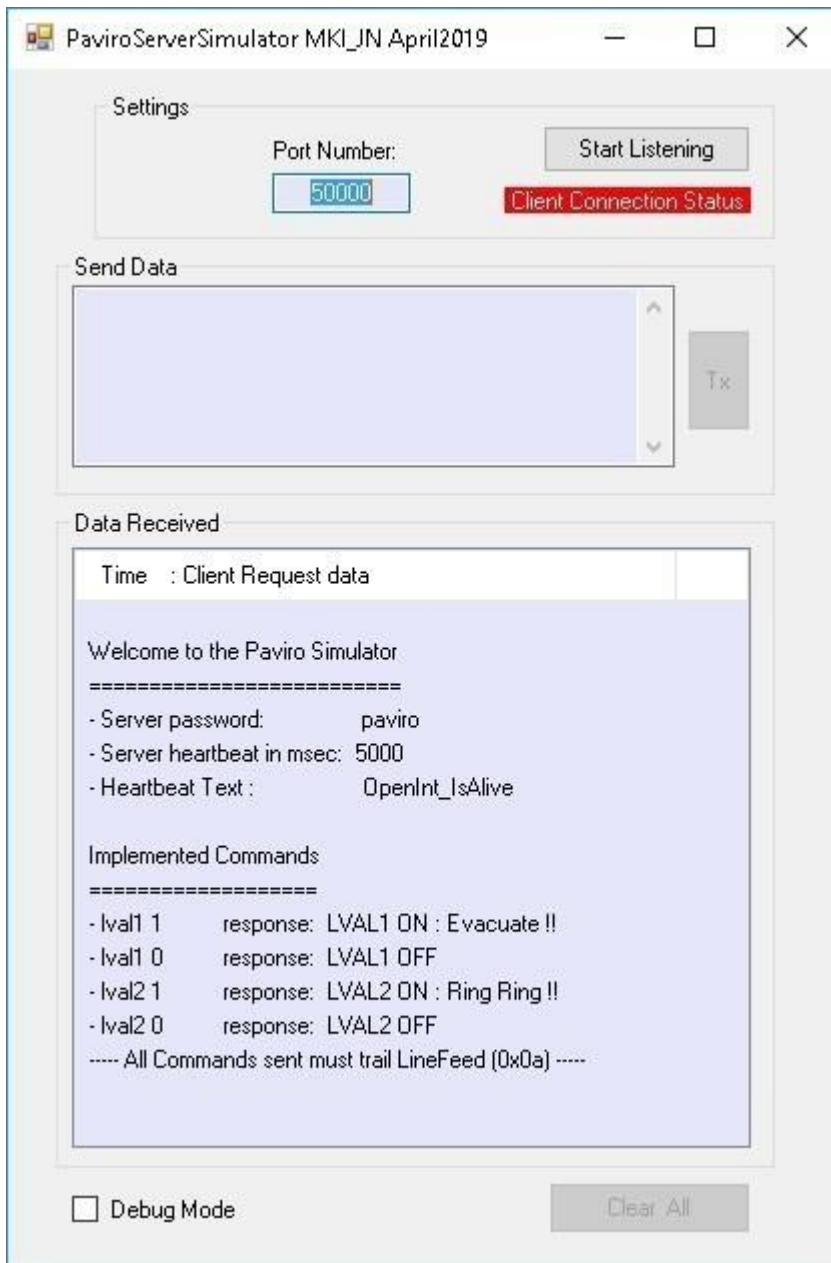 PaviroServerSimulator MKI_JN April2019
Settings
Port Number:
Start Listening
50000
Client Connection Status
Send Data
Tx
Data Received
Time : Client Request data
Welcome to the Paviro Simulator
==========================
- Server password: paviro
- Server heartbeat in msec: 5000
- Heartbeat Text : OpenInt_IsAlive
Implemented Commands
===================
- lval1 1 response: LVAL1 ON : Evacuate !!
- lval1 0 response: LVAL1 OFF
- lval2 1 response: LVAL2 ON : Ring Ring !!
- lval2 0 response: LVAL2 OFF
----- All Commands sent must trail LineFeed (0x0a) -----
Debug Mode
Clear All